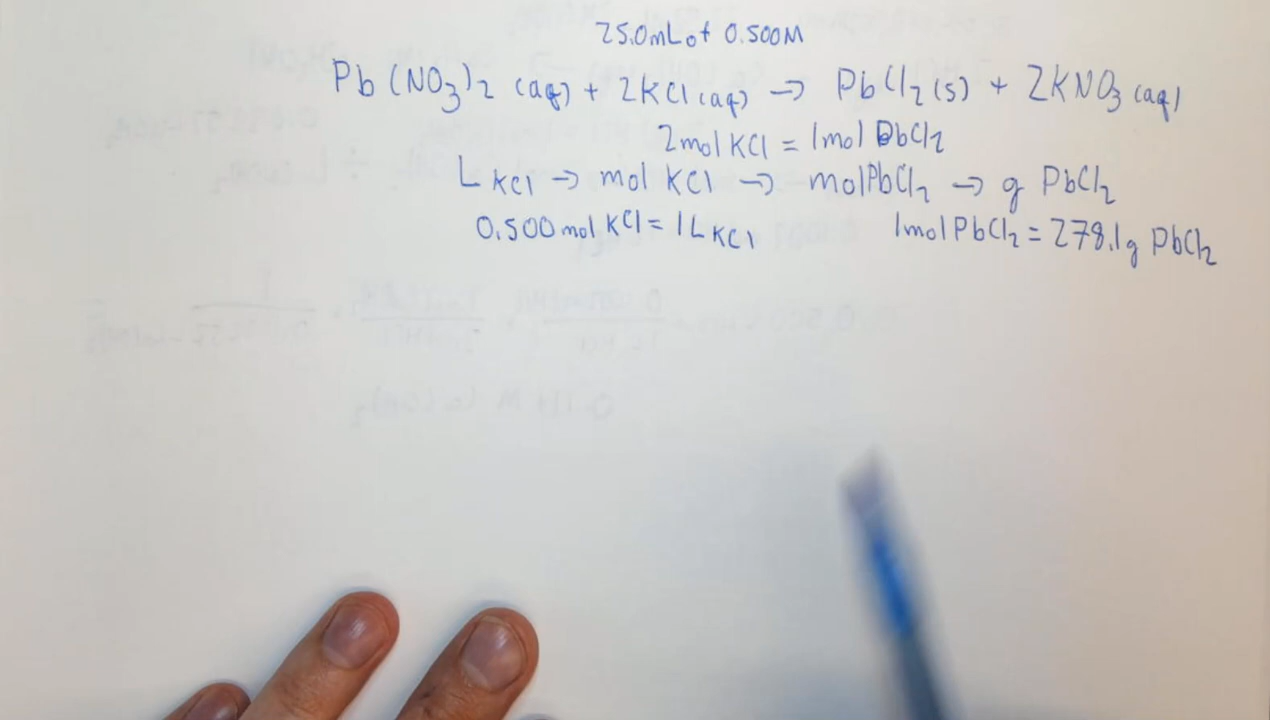 25.0mL of 0.500M
Pb(NO3)2 (aq) + 2KCl (aq) → PbCl2 (s) + 2KNO3 (aq)
2mol KCl = 1mol PbCl2
L KCl → mol KCl → mol PbCl2 → g PbCl2
0.500 mol KCl = 1L KCl 1mol PbCl2 = 278.1g PbCl2